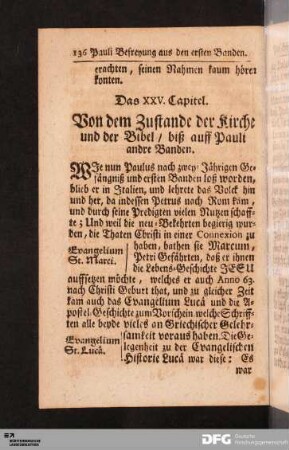 136 Pauli Befreyung aus den ersten Banden.
erachten, seinen Nahmen kaum hören
konten.
Das XXV. Capitel.
Von dem Zustande der Kirche
und der Bibel / biß auff Pauli
andre Banden.
WIe nun Paulus nach zwey-Jährigen Ge-
fängniß und ersten Banden loß worden,
blieb er in Italien, und lehrete das Volck hin
und her, da indessen Petrus nach Rom kam,
und durch seine Predigten vielen Nutzen schaff-
te; Und weil die neu-Bekehrten begierig wur-
den, die Thaten Christi in einer Connexion zu
Evangelium
St. Marci.
haben, bathen sie Marcum,
Petri Gefährten, daß er ihnen
die Lebens-Geschichte JESU
auffsetzen möchte, welches er auch Anno 63.
nach Christi Geburt that, und zu gleicher Zeit
kam auch das Evangelium Lucä und die A-
postel-Geschichte zum Vorschein welche Schriff-
ten alle beyde vieles an Griechischer Gelehr-
Evangelium
St. Lucä.
samkeit voraus haben. Die Ge-
legenheit zu der Evangelischen
Historie Lucä war diese: Es
war
DFG Deutsche
Forschungsgemeinschaft